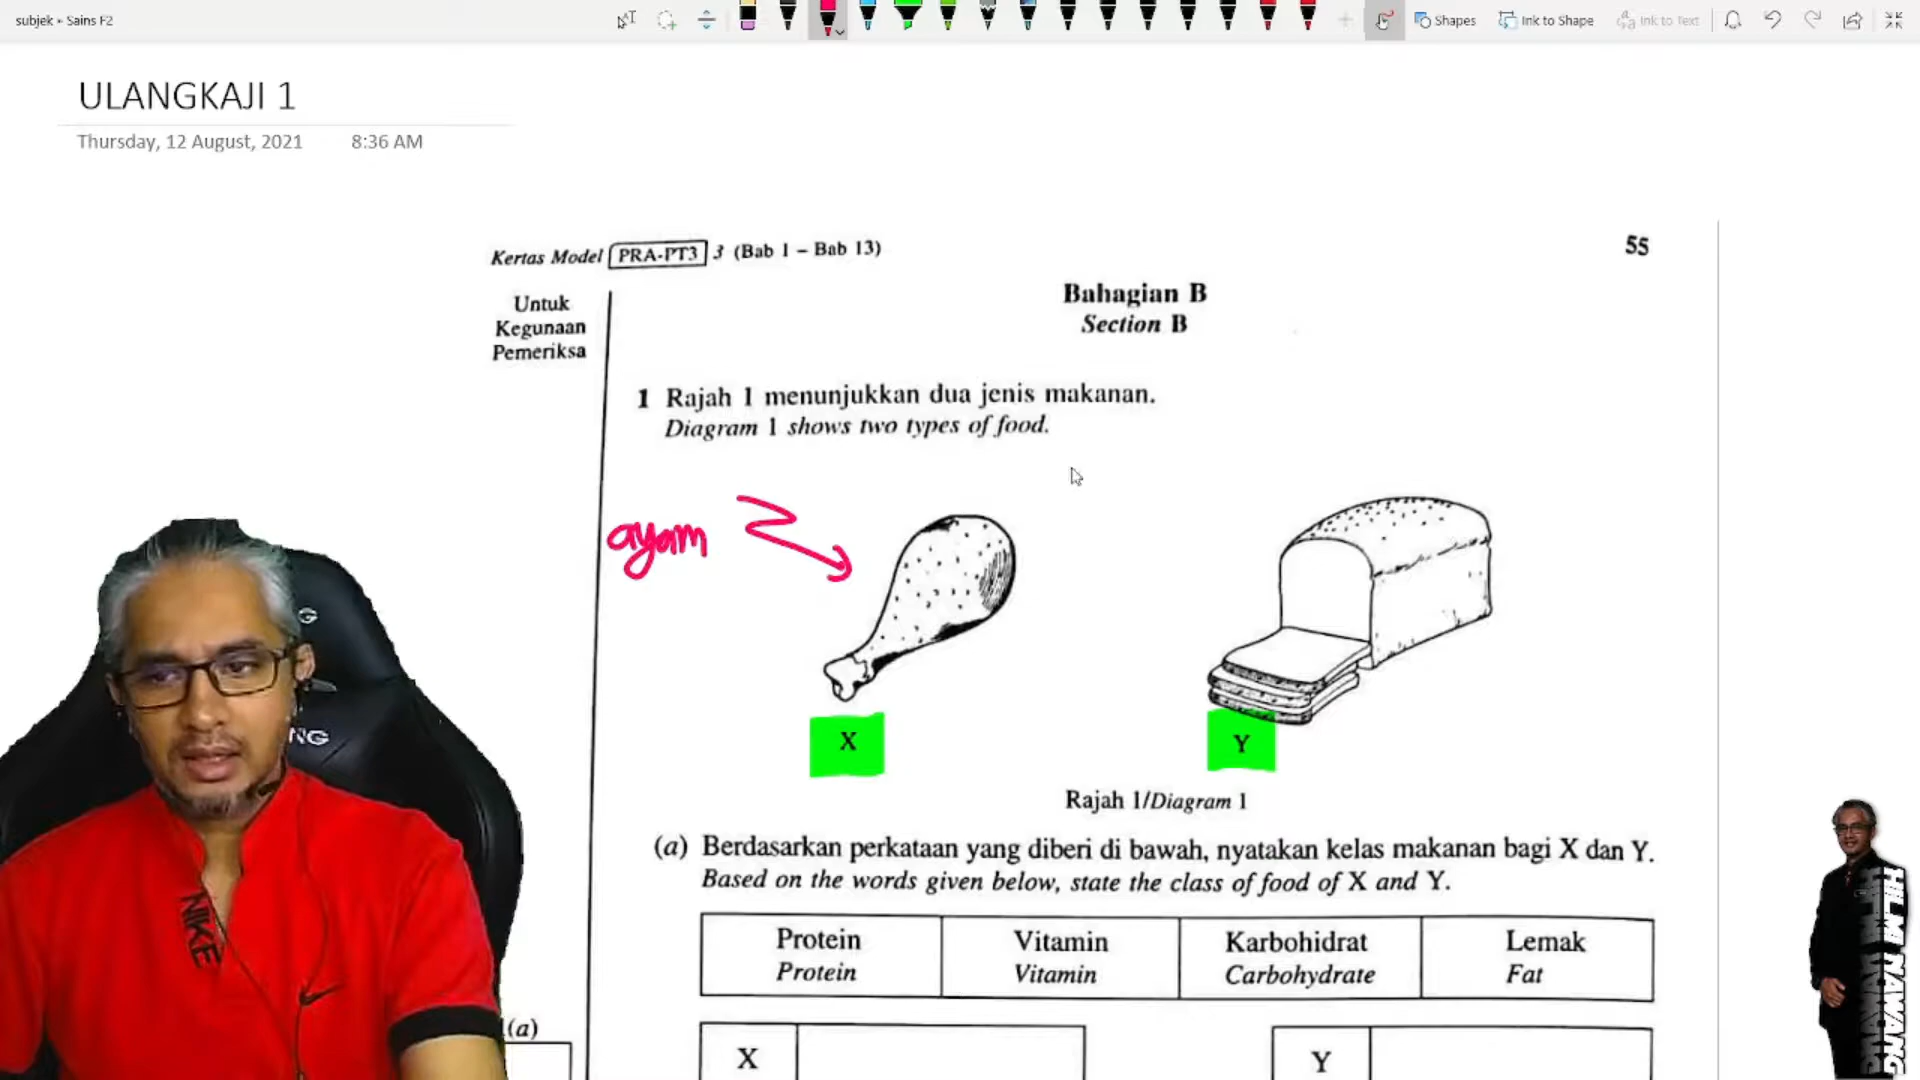 subjek ▸ Sains F2
Shapes
Ink to Shape
Ink to Text
ULANGKAJI 1
Thursday, 12 August, 2021 8:36 AM
Kertas Model PRA-PT3 3 (Bab 1 – Bab 13)
55
Untuk
Kegunaan
Pemeriksa
Bahagian B
Section B
1 Rajah 1 menunjukkan dua jenis makanan.
Diagram 1 shows two types of food.
ayam
X
Y
Rajah 1/Diagram 1
(a) Berdasarkan perkataan yang diberi di bawah, nyatakan kelas makanan bagi X dan Y.
Based on the words given below, state the class of food of X and Y.
Protein Vitamin Karbohidrat Lemak
Protein Vitamin Carbohydrate Fat
(a)
X
Y
NIKE
HILMI NAWANG